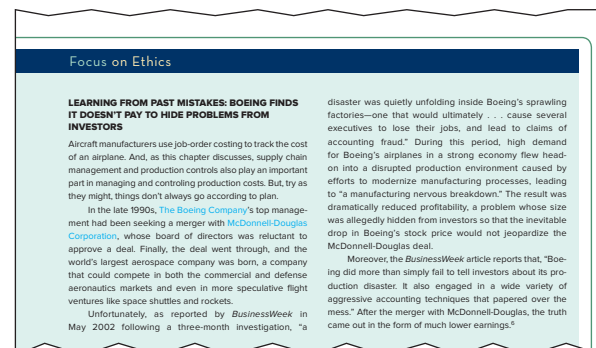 Focus on Ethics
LEARNING FROM PAST MISTAKES: BOEING FINDS
IT DOESN'T PAY TO HIDE PROBLEMS FROM
INVESTORS
Aircraft manufacturers use job-order costing to track the cost
of an airplane. And, as this chapter discusses, supply chain
management and production controls also play an important
part in managing and controlling production costs. But, try as
they might, things don't always go according to plan.
In the late 1990s, The Boeing Company's top manage-
ment had been seeking a merger with McDonnell-Douglas
Corporation, whose board of directors was reluctant to
approve a deal. Finally, the deal went through, and the
world's largest aerospace company was born, a company
that could compete in both the commercial and defense
aeronautics markets and even in more speculative flight
ventures like space shuttles and rockets.
Unfortunately, as reported by BusinessWeek in
May 2002 following a three-month investigation, "a
disaster was quietly unfolding inside Boeing's sprawling
factories—one that would ultimately . . . cause several
executives to lose their jobs, and lead to claims of
accounting fraud." During this period, high demand
for Boeing's airplanes in a strong economy flew head-
on into a disrupted production environment caused by
efforts to modernize manufacturing processes, leading
to "a manufacturing nervous breakdown." The result was
dramatically reduced profitability, a problem whose size
was allegedly hidden from investors so that the inevitable
drop in Boeing's stock price would not jeopardize the
McDonnell-Douglas deal.
Moreover, the BusinessWeek article reports that, "Boe-
ing did more than simply fail to tell investors about its pro-
duction disaster. It also engaged in a wide variety of
aggressive accounting techniques that papered over the
mess." After the merger with McDonnell-Douglas, the truth
came out in the form of much lower earnings.⁶